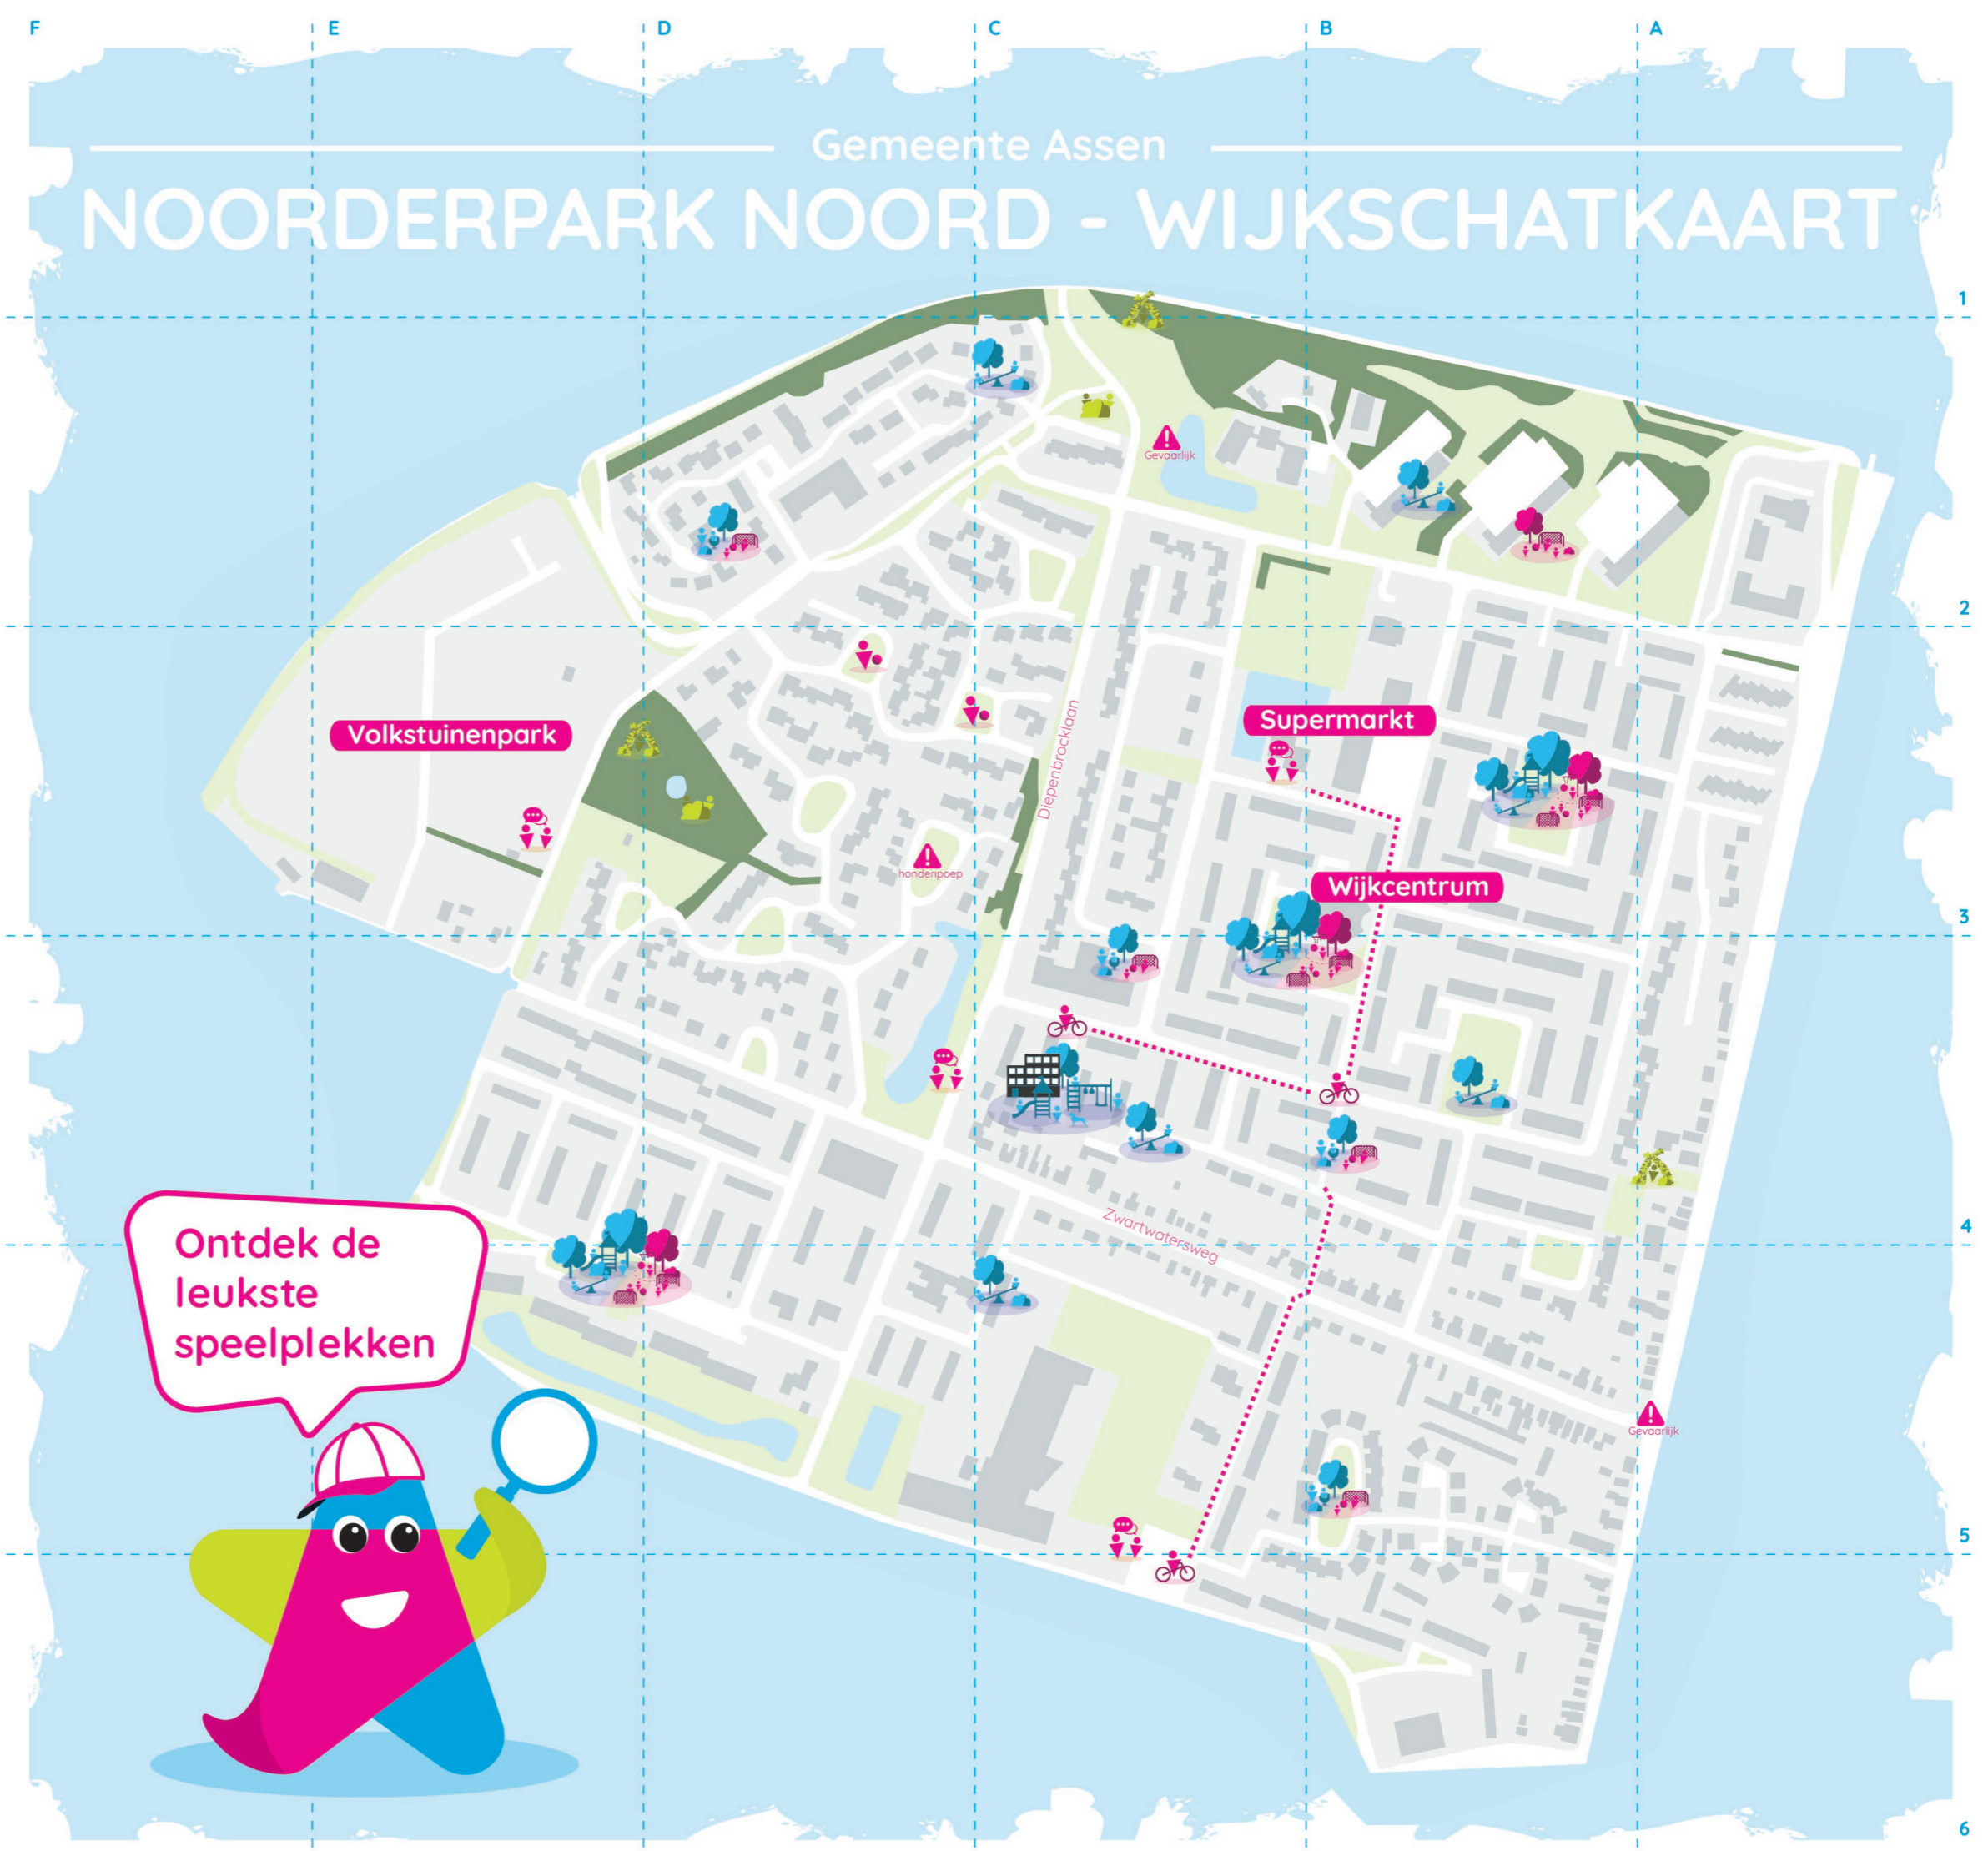 F E D C B A
Gemeente Assen
NOORDERPARK NOORD - WIJKSCHATKAART
1
Gevaarlijk
2
Diepenbrocklaan
Supermarkt
Volkstuinenpark
hondenpoep
Wijkcentrum
3
Zwartwatersweg
4
Ontdek de
leukste
speelplekken
Gevaarlijk
5
6